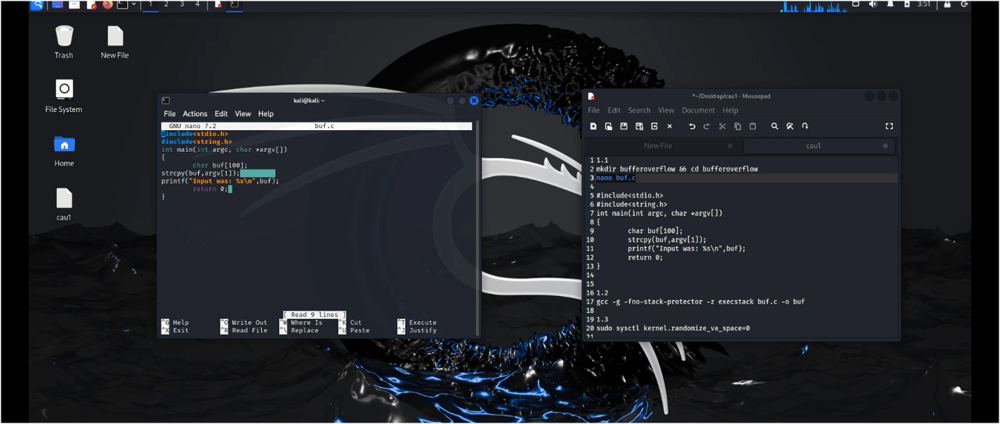 1 2 3 4
3:51
Trash
New File
File System
Home
cau1
kali@kali: ~
File Actions Edit View Help
GNU nano 7.2 buf.c
#include<stdio.h>
#include<string.h>
int main(int argc, char *argv[])
{
char buf[100];
strcpy(buf,argv[1]);
printf("Input was: %s\n",buf);
return 0;
}
[ Read 9 lines ]
^G Help ^O Write Out ^W Where Is ^K Cut ^T Execute
^X Exit ^R Read File ^\ Replace ^U Paste ^J Justify
*~/Desktop/cau1 - Mousepad
File Edit Search View Document Help
New File cau1
1 1.1
2 mkdir bufferoverflow && cd bufferoverflow
3 nano buf.c
4
5 #include<stdio.h>
6 #include<string.h>
7 int main(int argc, char *argv[])
8 {
9 char buf[100];
10 strcpy(buf,argv[1]);
11 printf("Input was: %s\n",buf);
12 return 0;
13 }
14
15
16 1.2
17 gcc -g -fno-stack-protector -z execstack buf.c -o buf
18
19 1.3
20 sudo sysctl kernel.randomize_va_space=0
21